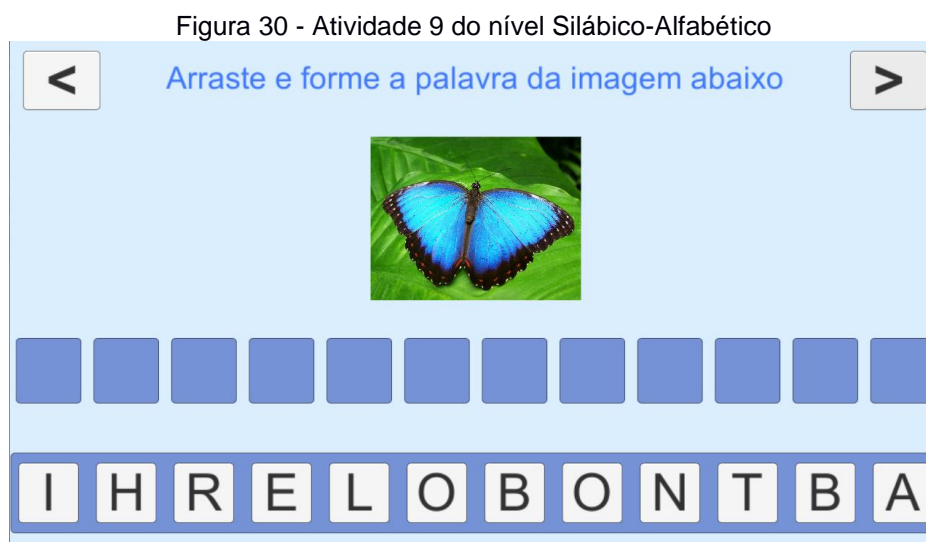 Figura 30 - Atividade 9 do nível Silábico-Alfabético
< Arraste e forme a palavra da imagem abaixo >
I H R E L O B O N T B A